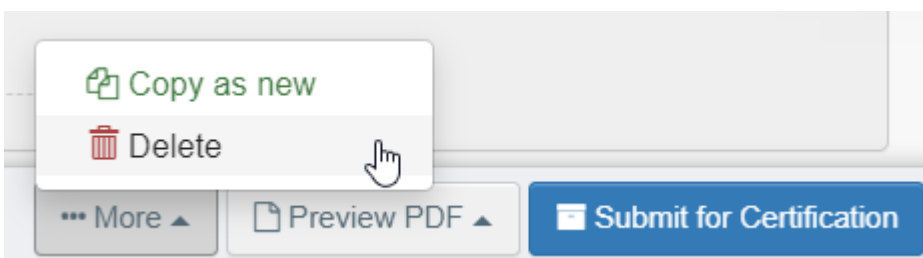 Copy as new
Delete
••• More
Preview PDF
Submit for Certification